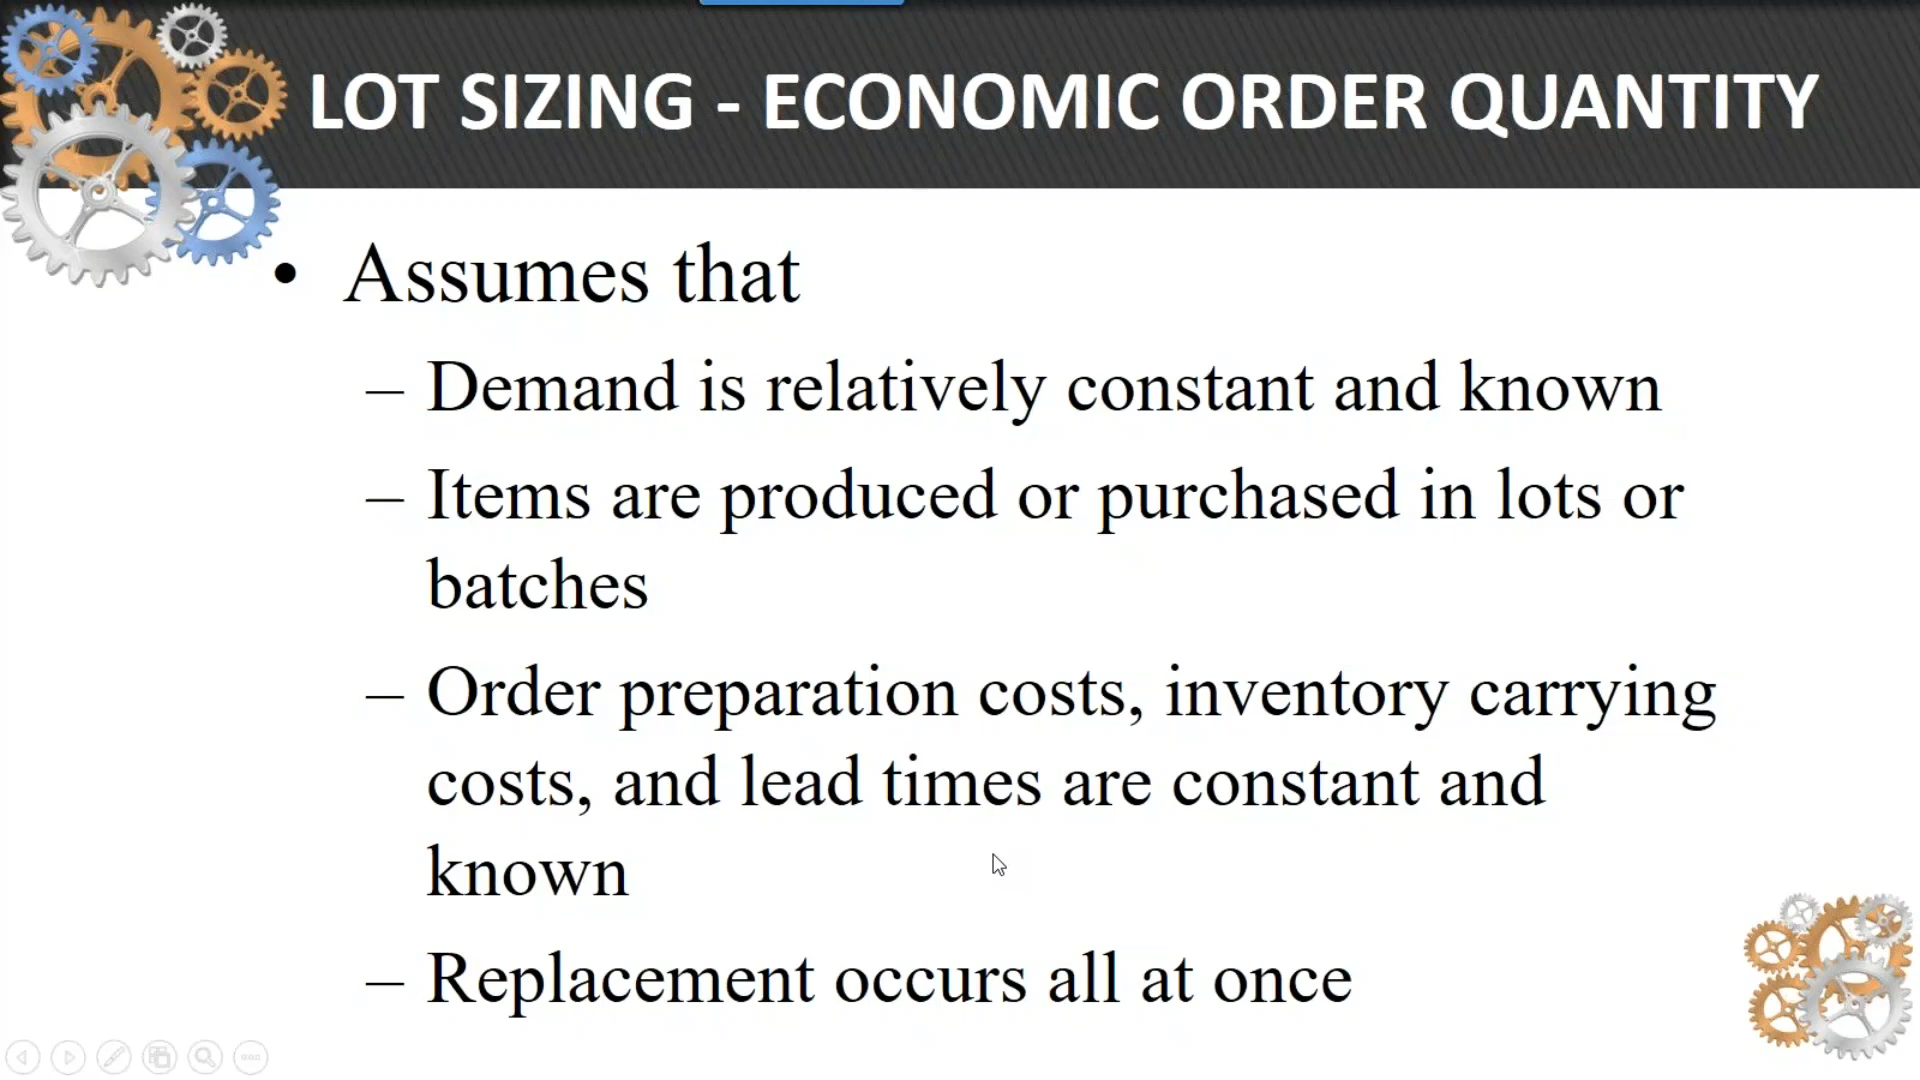 LOT SIZING - ECONOMIC ORDER QUANTITY
• Assumes that
– Demand is relatively constant and known
– Items are produced or purchased in lots or
batches
– Order preparation costs, inventory carrying
costs, and lead times are constant and
known
– Replacement occurs all at once